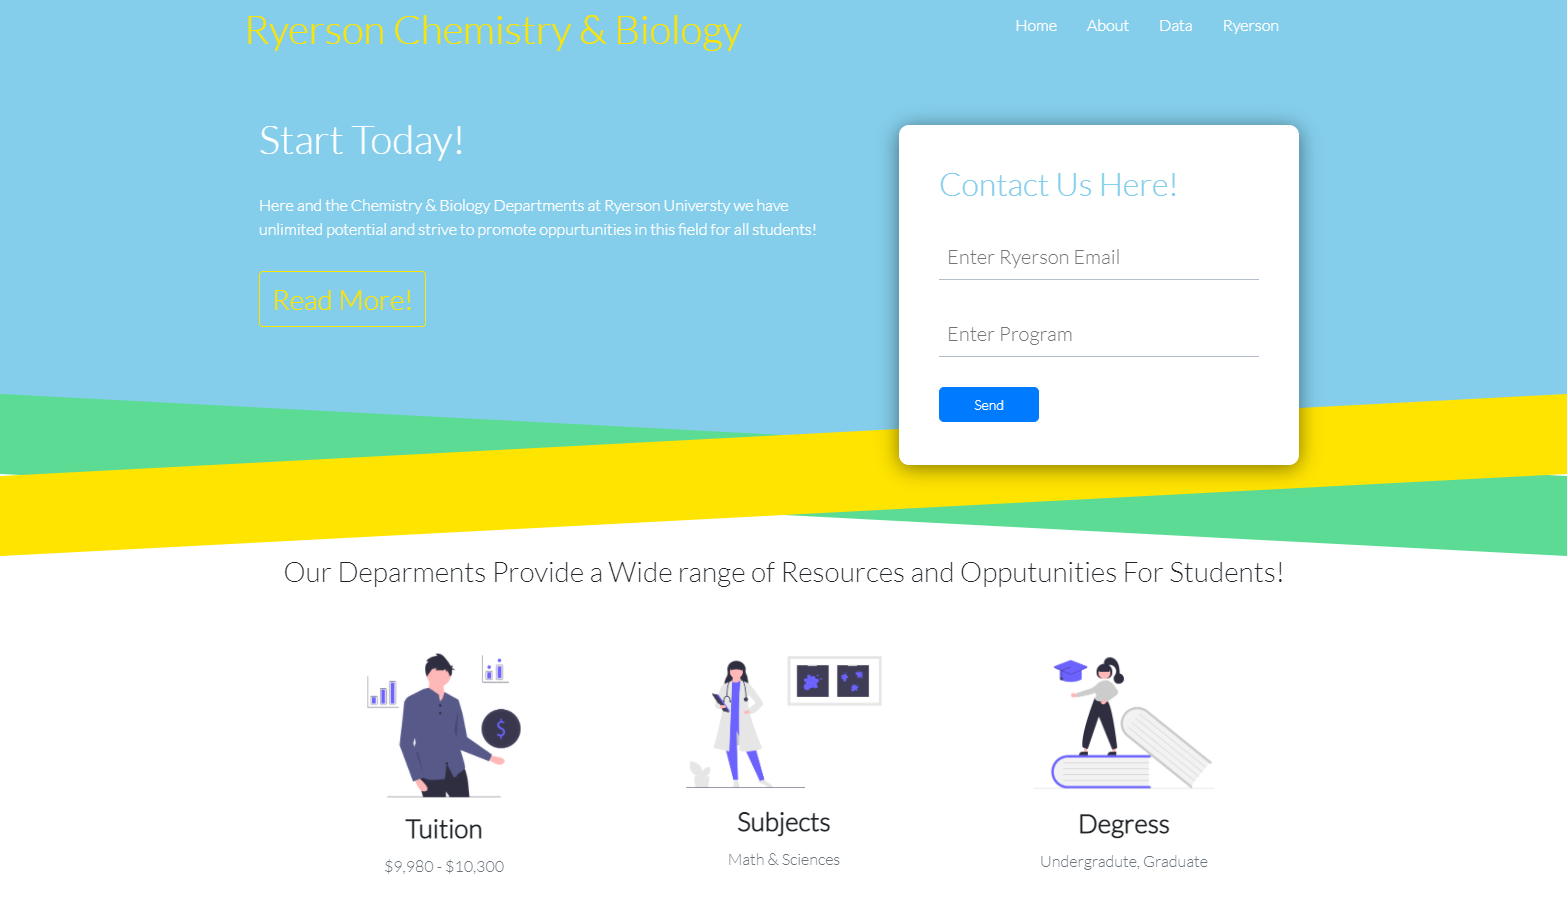 Ryerson Chemistry & Biology
Home About Data Ryerson
Start Today!
Here and the Chemistry & Biology Departments at Ryerson Universty we have
unlimited potential and strive to promote oppurtunities in this field for all students!
Read More!
Contact Us Here!
Enter Ryerson Email
Enter Program
Send
Our Deparments Provide a Wide range of Resources and Opputunities For Students!
$
Tuition
$9,980 - $10,300
Subjects
Math & Sciences
Degress
Undergradute, Graduate